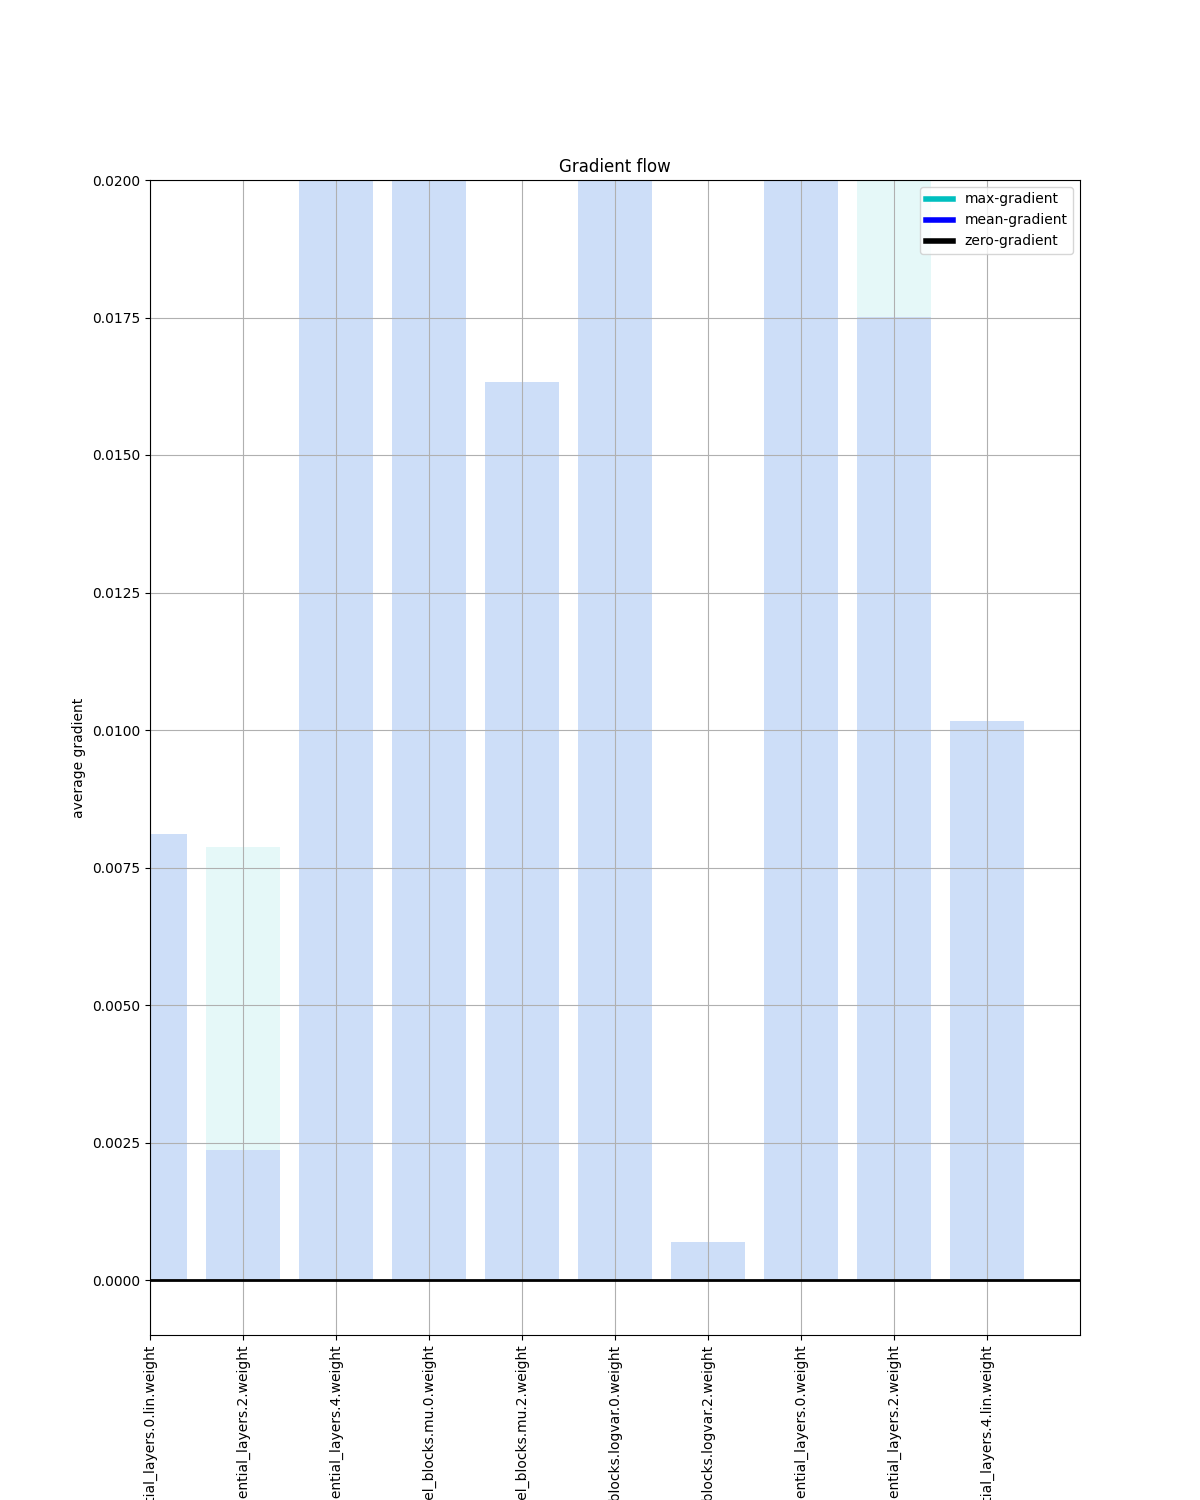 Gradient flow
max-gradient
mean-gradient
zero-gradient
0.0200
0.0175
0.0150
0.0125
0.0100
0.0075
0.0050
0.0025
0.0000
average gradient
tial_layers.0.lin.weight
ential_layers.2.weight
ential_layers.4.weight
el_blocks.mu.0.weight
el_blocks.mu.2.weight
blocks.logvar.0.weight
blocks.logvar.2.weight
ential_layers.0.weight
ential_layers.2.weight
tial_layers.4.lin.weight